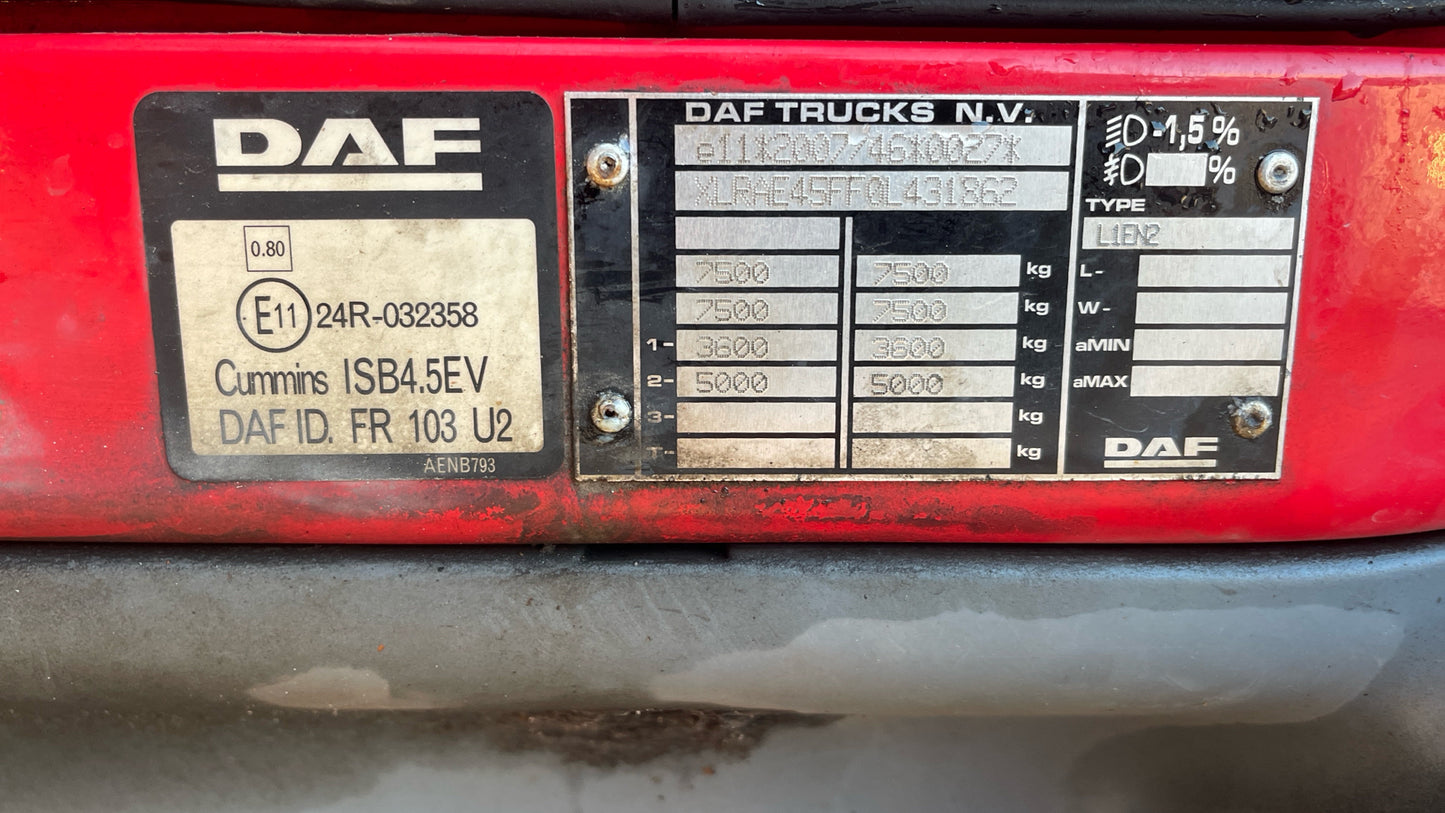 DAF
0.80
E11 24R-032358
Cummins ISB4.5EV
DAF ID. FR 103 U2
AENB793
DAF TRUCKS N.V.
e11*2007/46*0027*
XLRAE45FF0L431862
7500 7500 kg
7500 7500 kg
1- 3600 3600 kg
2- 5000 5000 kg
3- kg
T- kg
-1,5%
%
TYPE
L1EN2
L-
W-
aMIN
aMAX
DAF